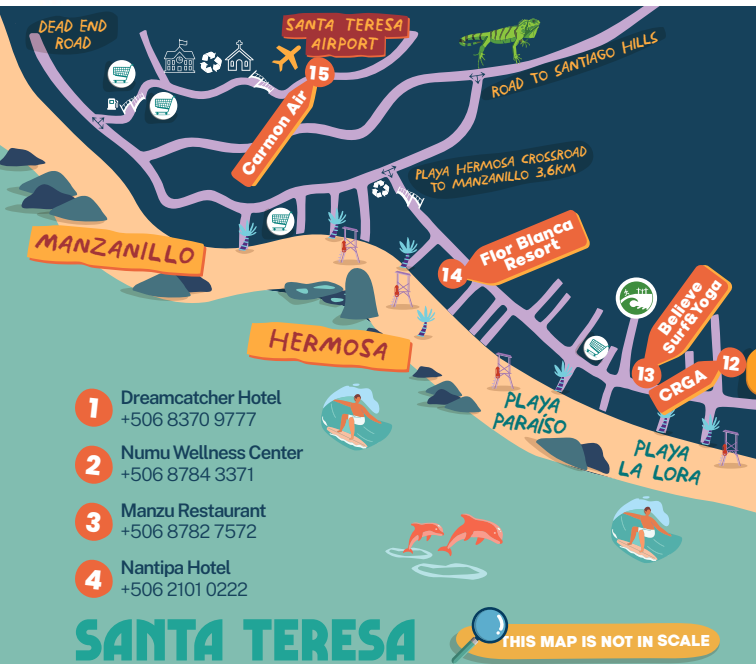 DEAD END
ROAD
SANTA TERESA
AIRPORT
15
Carmon Air
ROAD TO SANTIAGO HILLS
PLAYA HERMOSA CROSSROAD
TO MANZANILLO 3,6KM
MANZANILLO
14
Flor Blanca
Resort
HERMOSA
Believe
Surf&Yoga
13
CRGA
12
PLAYA
PARAÍSO
PLAYA
LA LORA
1
Dreamcatcher Hotel
+506 8370 9777
2
Numu Wellness Center
+506 8784 3371
3
Manzu Restaurant
+506 8782 7572
4
Nantipa Hotel
+506 2101 0222
SANTA TERESA
THIS MAP IS NOT IN SCALE